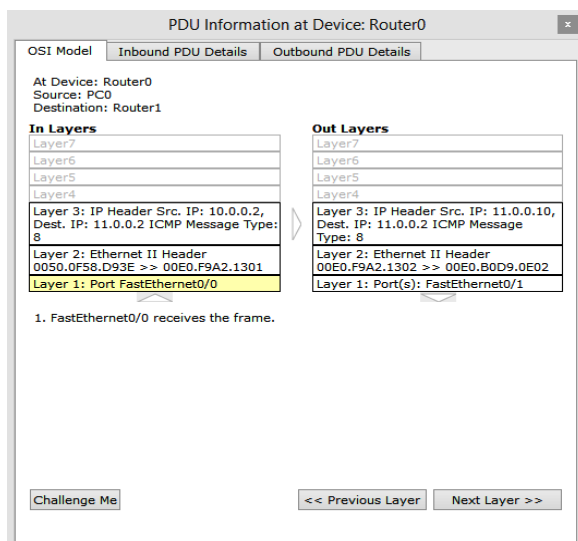 PDU Information at Device: Router0
x
OSI Model
Inbound PDU Details
Outbound PDU Details
At Device: Router0
Source: PC0
Destination: Router1
In Layers
Layer7
Layer6
Layer5
Layer4
Layer 3: IP Header Src. IP: 10.0.0.2,
Dest. IP: 11.0.0.2 ICMP Message Type:
8
Layer 2: Ethernet II Header
0050.0F58.D93E >> 00E0.F9A2.1301
Layer 1: Port FastEthernet0/0
Out Layers
Layer7
Layer6
Layer5
Layer4
Layer 3: IP Header Src. IP: 11.0.0.10,
Dest. IP: 11.0.0.2 ICMP Message
Type: 8
Layer 2: Ethernet II Header
00E0.F9A2.1302 >> 00E0.B0D9.0E02
Layer 1: Port(s): FastEthernet0/1
1. FastEthernet0/0 receives the frame.
Challenge Me
<< Previous Layer
Next Layer >>